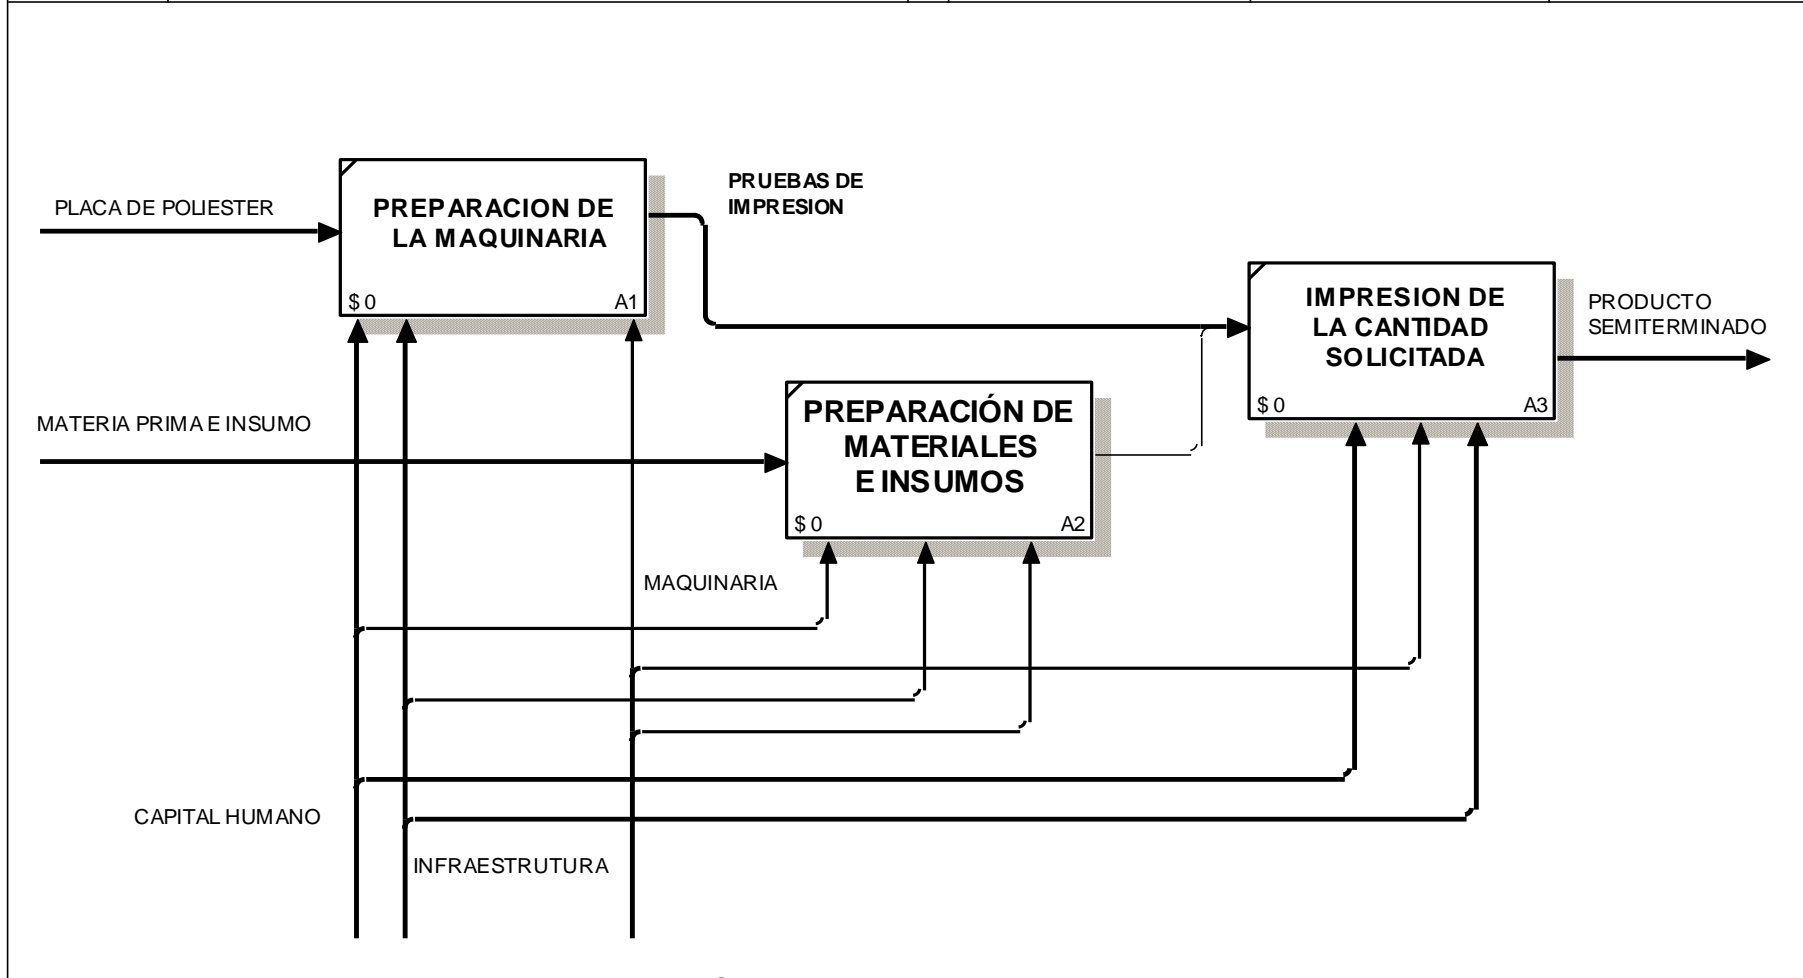 PLACA DE POLIESTER
PREPARACION DE
LA MAQUINARIA
$ 0
A1
PRUEBAS DE
IMPRESION
IMPRESION DE
LA CANTIDAD
SOLICITADA
$ 0
A3
PRODUCTO
SEMITERMINADO
MATERIA PRIMA E INSUMO
PREPARACIÓN DE
MATERIALES
E INSUMOS
$ 0
A2
MAQUINARIA
CAPITAL HUMANO
INFRAESTRUTURA